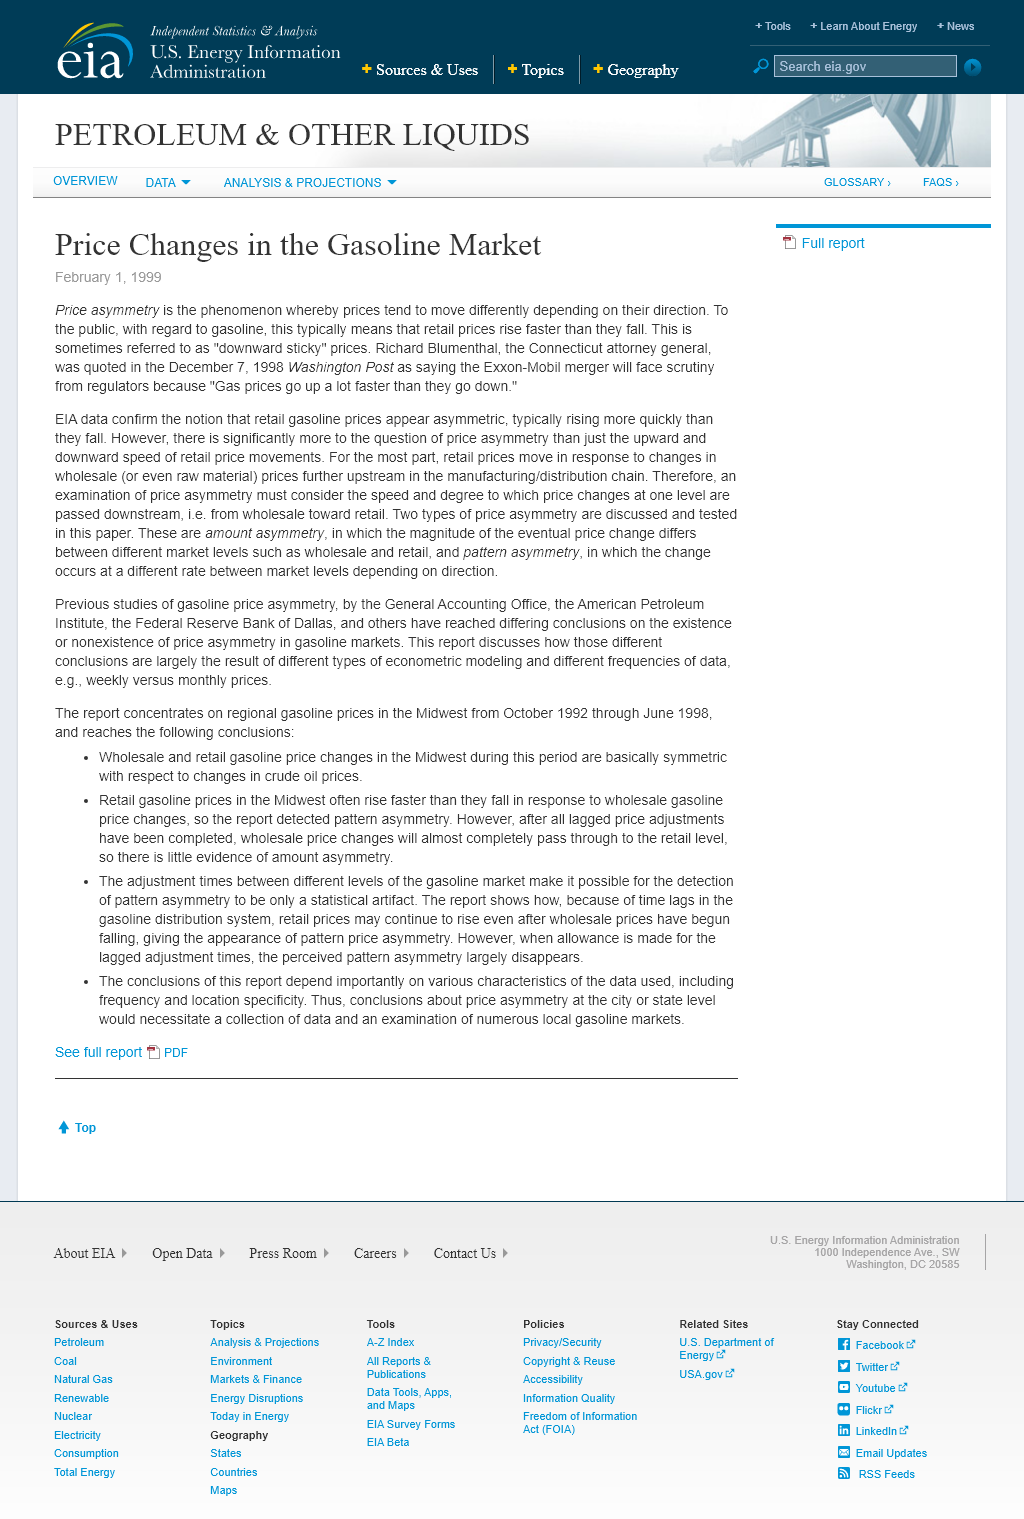 eia
Independent Statistics & Analysis
U.S. Energy Information
Administration
+ Sources & Uses
+ Topics
+ Geography
+ Tools
+ Learn About Energy
+ News
Search eia.gov
PETROLEUM & OTHER LIQUIDS
OVERVIEW
DATA
ANALYSIS & PROJECTIONS
GLOSSARY ›
FAQS ›
Price Changes in the Gasoline Market
February 1, 1999
Full report
Price asymmetry is the phenomenon whereby prices tend to move differently depending on their direction. To
the public, with regard to gasoline, this typically means that retail prices rise faster than they fall. This is
sometimes referred to as "downward sticky" prices. Richard Blumenthal, the Connecticut attorney general,
was quoted in the December 7, 1998 Washington Post as saying the Exxon-Mobil merger will face scrutiny
from regulators because "Gas prices go up a lot faster than they go down."
EIA data confirm the notion that retail gasoline prices appear asymmetric, typically rising more quickly than
they fall. However, there is significantly more to the question of price asymmetry than just the upward and
downward speed of retail price movements. For the most part, retail prices move in response to changes in
wholesale (or even raw material) prices further upstream in the manufacturing/distribution chain. Therefore, an
examination of price asymmetry must consider the speed and degree to which price changes at one level are
passed downstream, i.e. from wholesale toward retail. Two types of price asymmetry are discussed and tested
in this paper. These are amount asymmetry, in which the magnitude of the eventual price change differs
between different market levels such as wholesale and retail, and pattern asymmetry, in which the change
occurs at a different rate between market levels depending on direction.
Previous studies of gasoline price asymmetry, by the General Accounting Office, the American Petroleum
Institute, the Federal Reserve Bank of Dallas, and others have reached differing conclusions on the existence
or nonexistence of price asymmetry in gasoline markets. This report discusses how those different
conclusions are largely the result of different types of econometric modeling and different frequencies of data,
e.g., weekly versus monthly prices.
The report concentrates on regional gasoline prices in the Midwest from October 1992 through June 1998,
and reaches the following conclusions:
• Wholesale and retail gasoline price changes in the Midwest during this period are basically symmetric
with respect to changes in crude oil prices.
• Retail gasoline prices in the Midwest often rise faster than they fall in response to wholesale gasoline
price changes, so the report detected pattern asymmetry. However, after all lagged price adjustments
have been completed, wholesale price changes will almost completely pass through to the retail level,
so there is little evidence of amount asymmetry.
• The adjustment times between different levels of the gasoline market make it possible for the detection
of pattern asymmetry to be only a statistical artifact. The report shows how, because of time lags in the
gasoline distribution system, retail prices may continue to rise even after wholesale prices have begun
falling, giving the appearance of pattern price asymmetry. However, when allowance is made for the
lagged adjustment times, the perceived pattern asymmetry largely disappears.
• The conclusions of this report depend importantly on various characteristics of the data used, including
frequency and location specificity. Thus, conclusions about price asymmetry at the city or state level
would necessitate a collection of data and an examination of numerous local gasoline markets.
See full report PDF
Top
About EIA
Open Data
Press Room
Careers
Contact Us
U.S. Energy Information Administration
1000 Independence Ave., SW
Washington, DC 20585
Sources & Uses
Petroleum
Coal
Natural Gas
Renewable
Nuclear
Electricity
Consumption
Total Energy
Topics
Analysis & Projections
Environment
Markets & Finance
Energy Disruptions
Today in Energy
Geography
States
Countries
Maps
Tools
A-Z Index
All Reports &
Publications
Data Tools, Apps,
and Maps
EIA Survey Forms
EIA Beta
Policies
Privacy/Security
Copyright & Reuse
Accessibility
Information Quality
Freedom of Information
Act (FOIA)
Related Sites
U.S. Department of
Energy
USA.gov
Stay Connected
Facebook
Twitter
Youtube
Flickr
LinkedIn
Email Updates
RSS Feeds